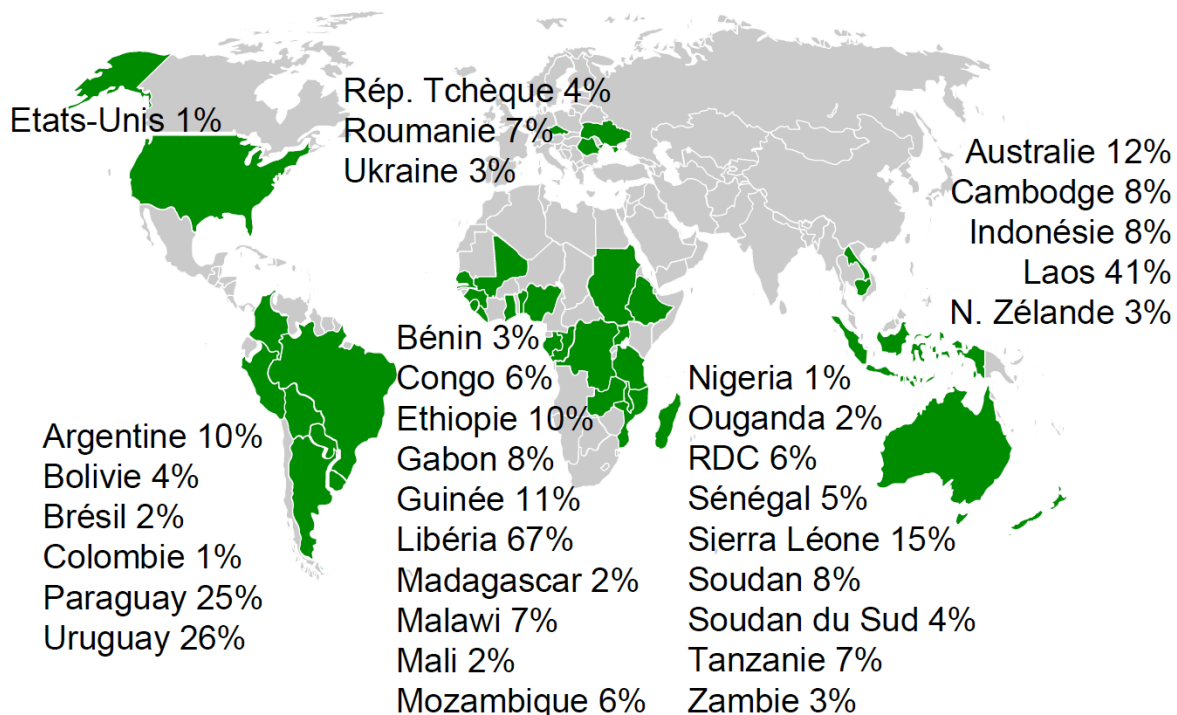 Etats-Unis 1%
Rép. Tchèque 4%
Roumanie 7%
Ukraine 3%
Australie 12%
Cambodge 8%
Indonésie 8%
Laos 41%
N. Zélande 3%
Argentine 10%
Bolivie 4%
Brésil 2%
Colombie 1%
Paraguay 25%
Uruguay 26%
Bénin 3%
Congo 6%
Ethiopie 10%
Gabon 8%
Guinée 11%
Libéria 67%
Madagascar 2%
Malawi 7%
Mali 2%
Mozambique 6%
Nigeria 1%
Ouganda 2%
RDC 6%
Sénégal 5%
Sierra Léone 15%
Soudan 8%
Soudan du Sud 4%
Tanzanie 7%
Zambie 3%